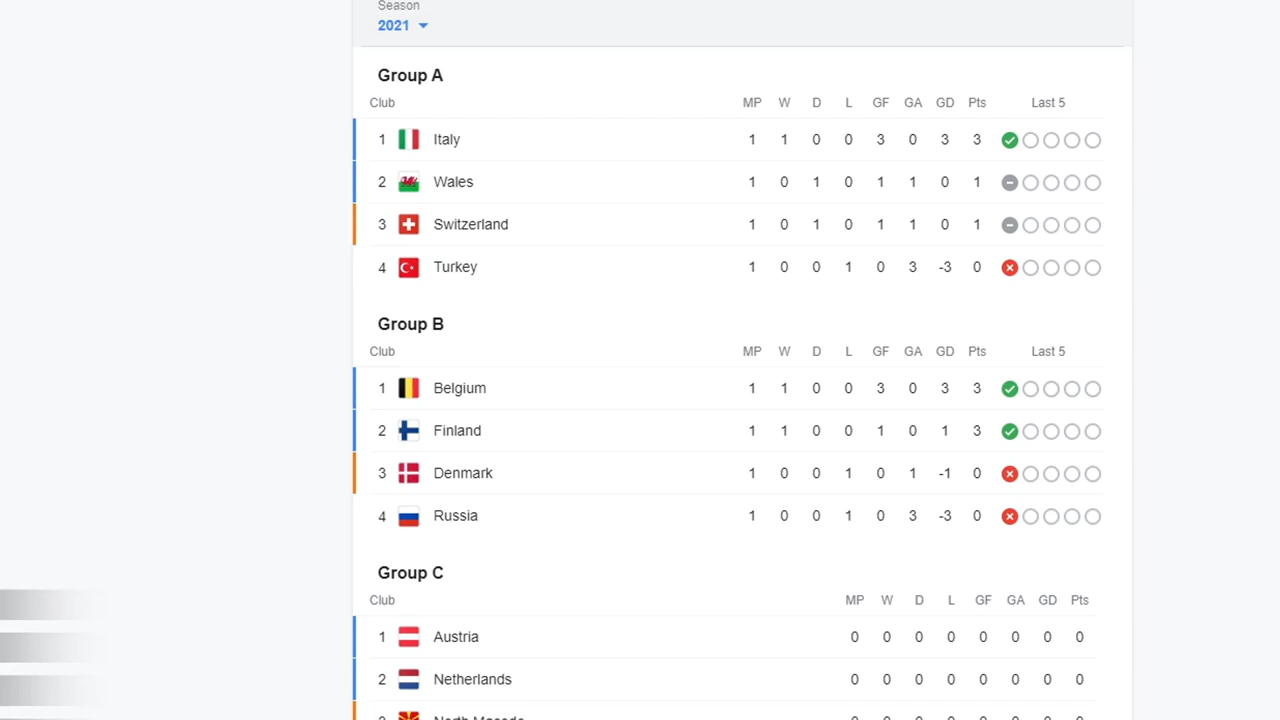 Season
2021
Group A
Club MP W D L GF GA GD Pts Last 5
1 Italy 1 1 0 0 3 0 3 3
2 Wales 1 0 1 0 1 1 0 1
3 Switzerland 1 0 1 0 1 1 0 1
4 Turkey 1 0 0 1 0 3 -3 0
Group B
Club MP W D L GF GA GD Pts Last 5
1 Belgium 1 1 0 0 3 0 3 3
2 Finland 1 1 0 0 1 0 1 3
3 Denmark 1 0 0 1 0 1 -1 0
4 Russia 1 0 0 1 0 3 -3 0
Group C
Club MP W D L GF GA GD Pts
1 Austria 0 0 0 0 0 0 0 0
2 Netherlands 0 0 0 0 0 0 0 0